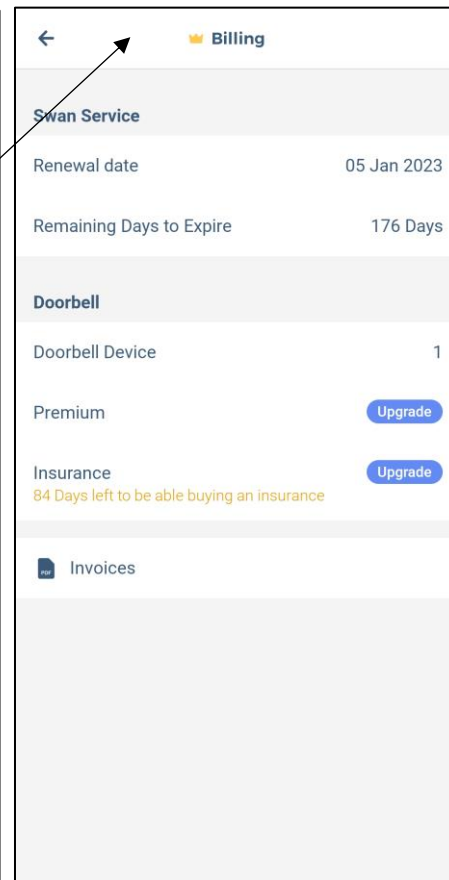 Billing
Swan Service
Renewal date 05 Jan 2023
Remaining Days to Expire 176 Days
Doorbell
Doorbell Device 1
Premium Upgrade
Insurance Upgrade
84 Days left to be able buying an insurance
PDF Invoices